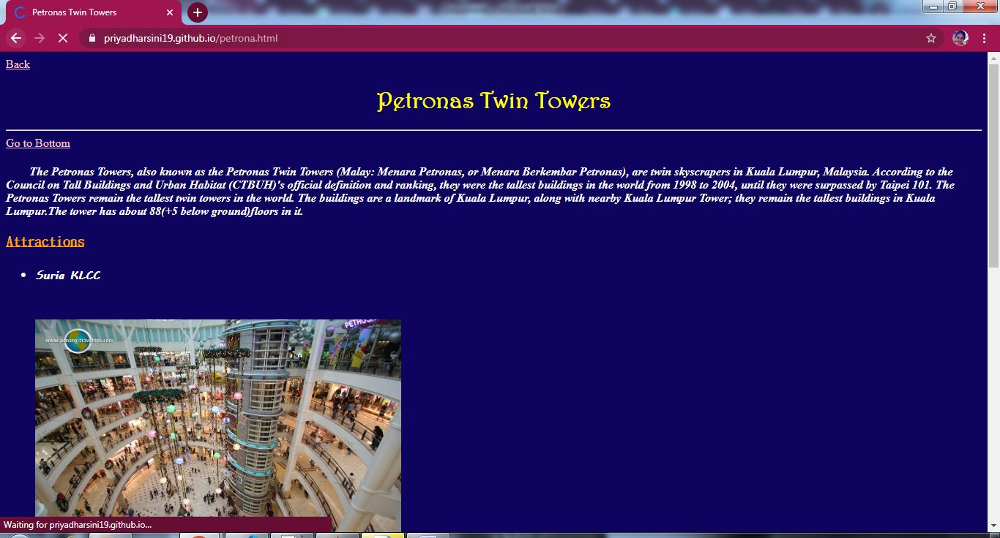 Petronas Twin Towers
priyadharsini19.github.io/petrona.html
Back
Petronas Twin Towers
Go to Bottom
The Petronas Towers, also known as the Petronas Twin Towers (Malay: Menara Petronas, or Menara Berkembar Petronas), are twin skyscrapers in Kuala Lumpur, Malaysia. According to the
Council on Tall Buildings and Urban Habitat (CTBUH)'s official definition and ranking, they were the tallest buildings in the world from 1998 to 2004, until they were surpassed by Taipei 101. The
Petronas Towers remain the tallest twin towers in the world. The buildings are a landmark of Kuala Lumpur, along with nearby Kuala Lumpur Tower; they remain the tallest buildings in Kuala
Lumpur.The tower has about 88(+5 below ground)floors in it.
Attractions
Suria KLCC
www.penang-traveltips.com
Waiting for priyadharsini19.github.io...